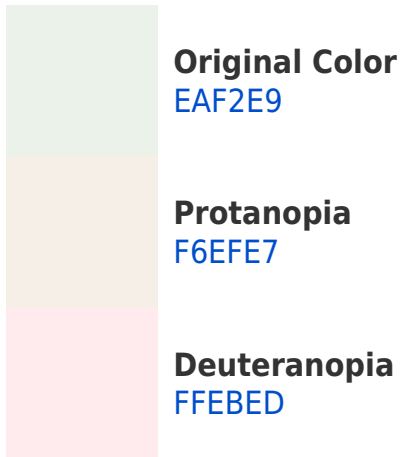 Original Color
EAF2E9
Protanopia
F6EFE7
Deuteranopia
FFEBED